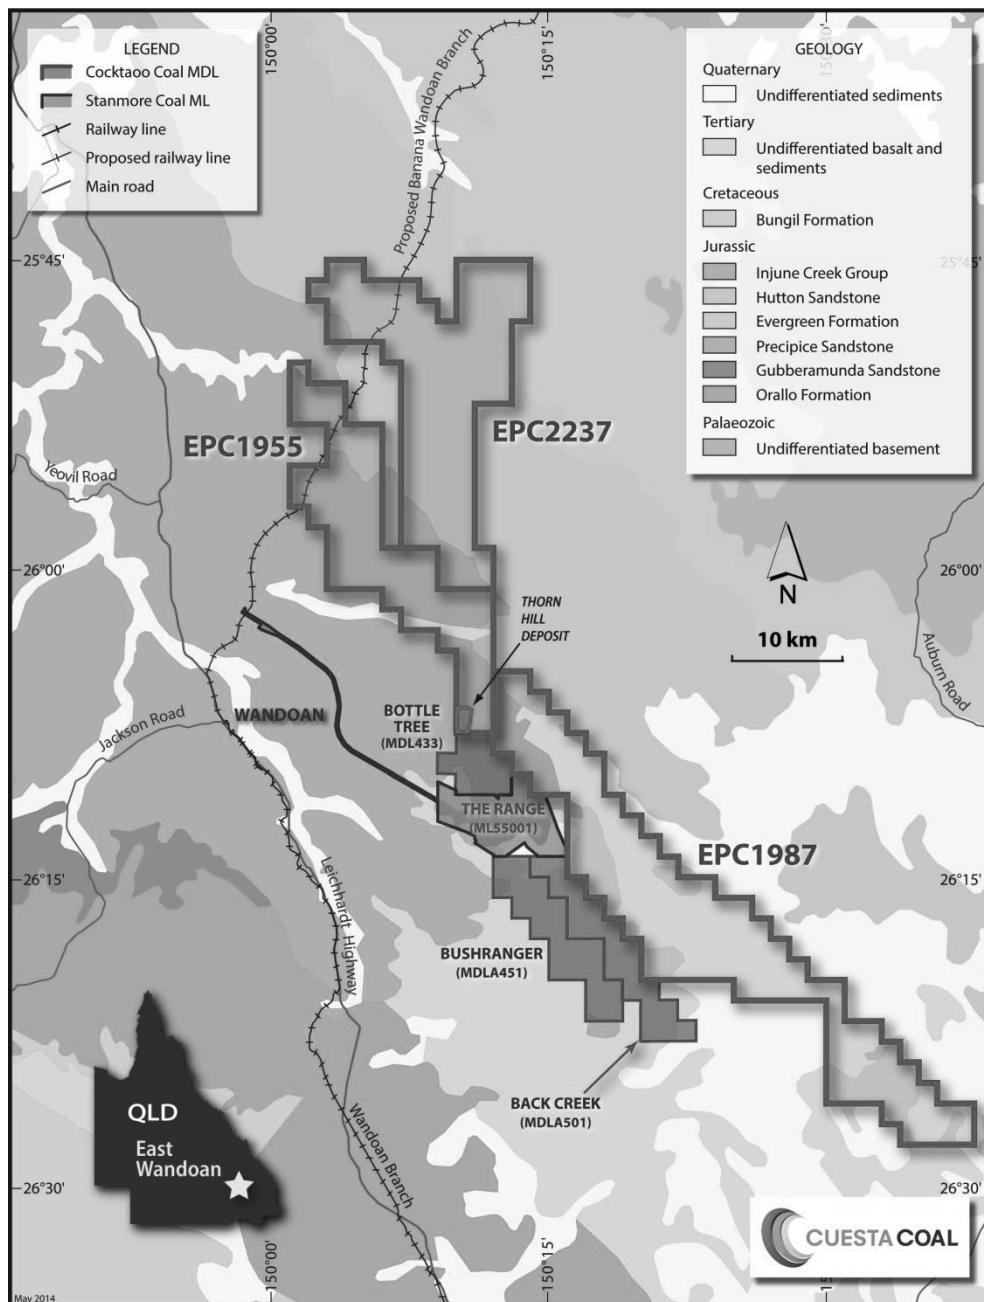 LEGEND
Cocktaoo Coal MDL
Stanmore Coal ML
Railway line
Proposed railway line
Main road
150°00'
Proposed Banana Wandoan Branch
150°15'
150°30'
GEOLOGY
Quaternary
Undifferentiated sediments
Tertiary
Undifferentiated basalt and
sediments
Cretaceous
Bungil Formation
Jurassic
Injune Creek Group
Hutton Sandstone
Evergreen Formation
Precipice Sandstone
Gubberamunda Sandstone
Orallo Formation
Palaeozoic
Undifferentiated basement
25°45'
25°45'
EPC1955
EPC2237
Yeovil Road
26°00'
26°00'
N
10 km
THORN
HILL
DEPOSIT
Auburn Road
Jackson Road
WANDOAN
BOTTLE
TREE
(MDL433)
THE RANGE
(ML55001)
EPC1987
26°15'
26°15'
Leichhardt Highway
BUSHRANGER
(MDLA451)
BACK CREEK
(MDLA501)
QLD
East
Wandoan
Wandoan Branch
26°30'
26°30'
CUESTA COAL
150°00'
150°15'
May 2014